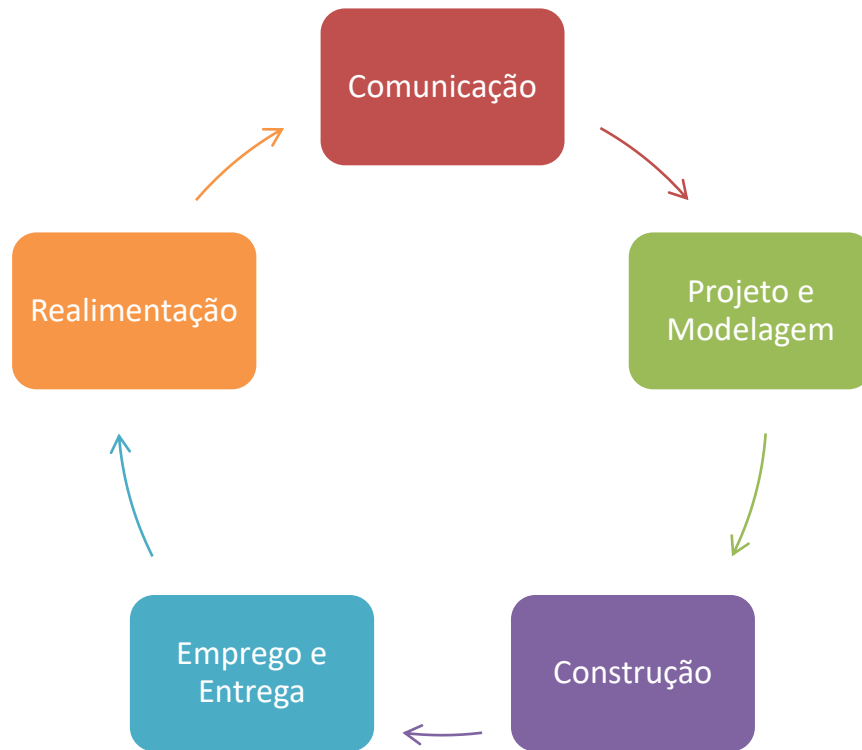 Comunicação
Projeto e
Modelagem
Construção
Emprego e
Entrega
Realimentação